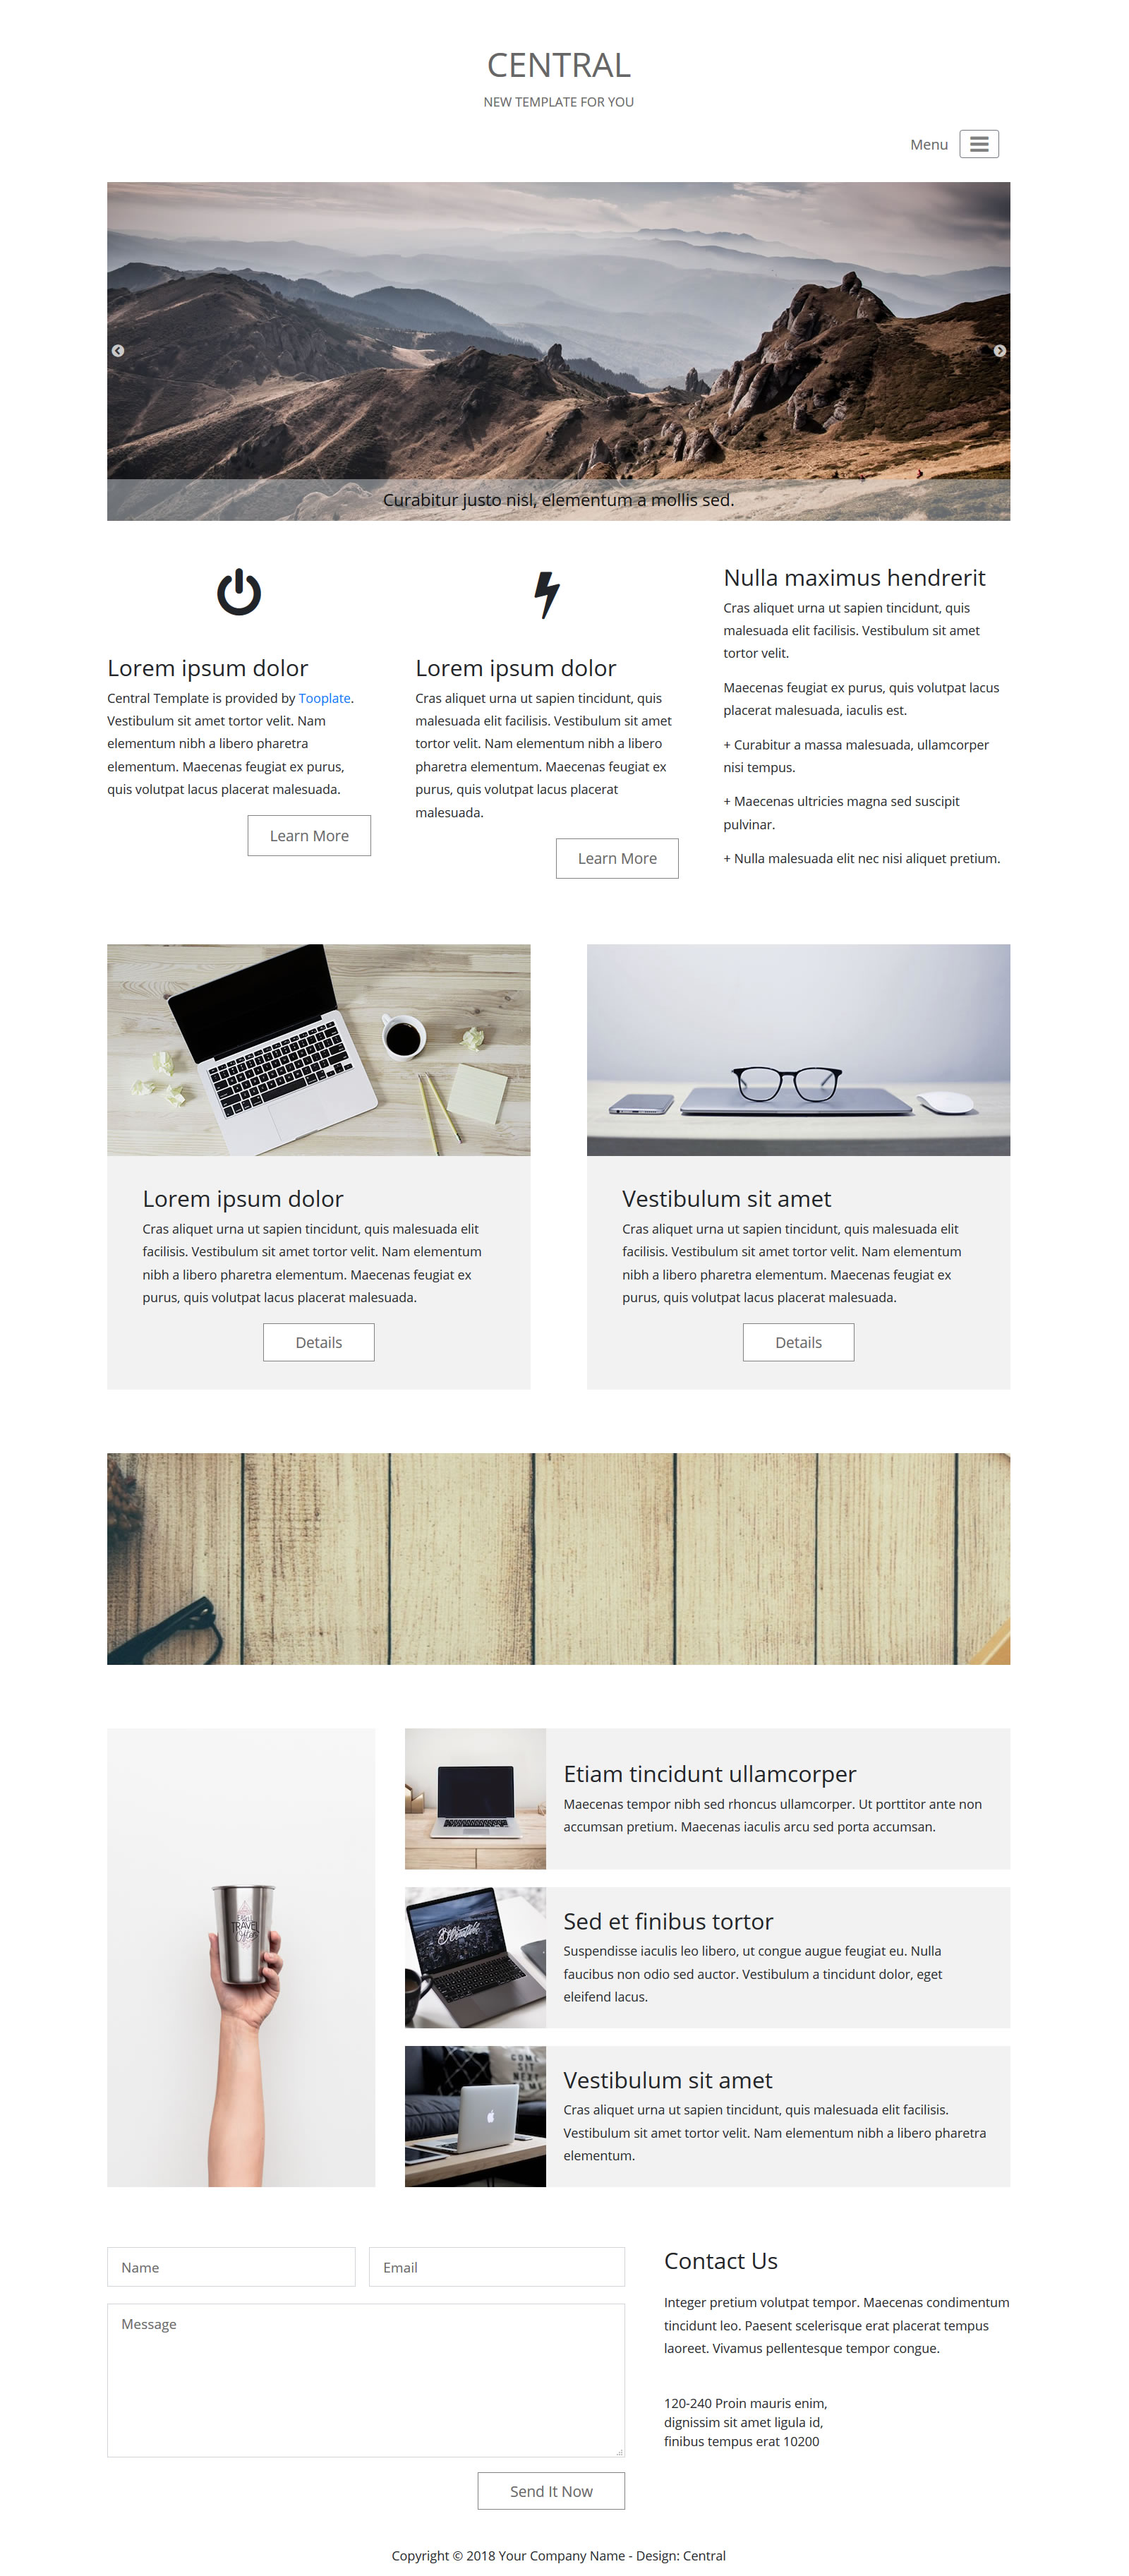 CENTRAL
NEW TEMPLATE FOR YOU
Menu
Curabitur justo nisl, elementum a mollis sed.
Lorem ipsum dolor
Central Template is provided by Tooplate.
Vestibulum sit amet tortor velit. Nam
elementum nibh a libero pharetra
elementum. Maecenas feugiat ex purus,
quis volutpat lacus placerat malesuada.
Learn More
Lorem ipsum dolor
Cras aliquet urna ut sapien tincidunt, quis
malesuada elit facilisis. Vestibulum sit amet
tortor velit. Nam elementum nibh a libero
pharetra elementum. Maecenas feugiat ex
purus, quis volutpat lacus placerat
malesuada.
Learn More
Nulla maximus hendrerit
Cras aliquet urna ut sapien tincidunt, quis
malesuada elit facilisis. Vestibulum sit amet
tortor velit.
Maecenas feugiat ex purus, quis volutpat lacus
placerat malesuada, iaculis est.
+ Curabitur a massa malesuada, ullamcorper
nisi tempus.
+ Maecenas ultricies magna sed suscipit
pulvinar.
+ Nulla malesuada elit nec nisi aliquet pretium.
Lorem ipsum dolor
Cras aliquet urna ut sapien tincidunt, quis malesuada elit
facilisis. Vestibulum sit amet tortor velit. Nam elementum
nibh a libero pharetra elementum. Maecenas feugiat ex
purus, quis volutpat lacus placerat malesuada.
Details
Vestibulum sit amet
Cras aliquet urna ut sapien tincidunt, quis malesuada elit
facilisis. Vestibulum sit amet tortor velit. Nam elementum
nibh a libero pharetra elementum. Maecenas feugiat ex
purus, quis volutpat lacus placerat malesuada.
Details
TRAVEL
Etiam tincidunt ullamcorper
Maecenas tempor nibh sed rhoncus ullamcorper. Ut porttitor ante non
accumsan pretium. Maecenas iaculis arcu sed porta accumsan.
Sed et finibus tortor
Suspendisse iaculis leo libero, ut congue augue feugiat eu. Nulla
faucibus non odio sed auctor. Vestibulum a tincidunt dolor, eget
eleifend lacus.
COME
SIT
NEXT
Vestibulum sit amet
Cras aliquet urna ut sapien tincidunt, quis malesuada elit facilisis.
Vestibulum sit amet tortor velit. Nam elementum nibh a libero pharetra
elementum.
Name
Email
Message
Send It Now
Contact Us
Integer pretium volutpat tempor. Maecenas condimentum
tincidunt leo. Paesent scelerisque erat placerat tempus
laoreet. Vivamus pellentesque tempor congue.
120-240 Proin mauris enim,
dignissim sit amet ligula id,
finibus tempus erat 10200
Copyright © 2018 Your Company Name - Design: Central